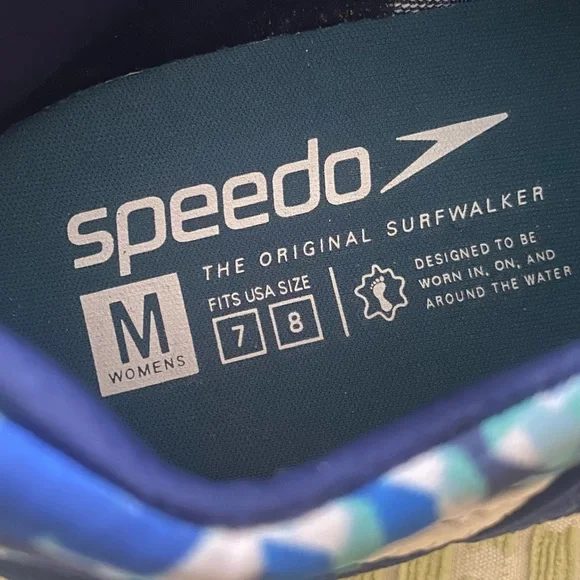 speedo
THE ORIGINAL SURFWALKER
M
WOMENS
FITS USA SIZE
7 8
DESIGNED TO BE
WORN IN, ON, AND
AROUND THE WATER